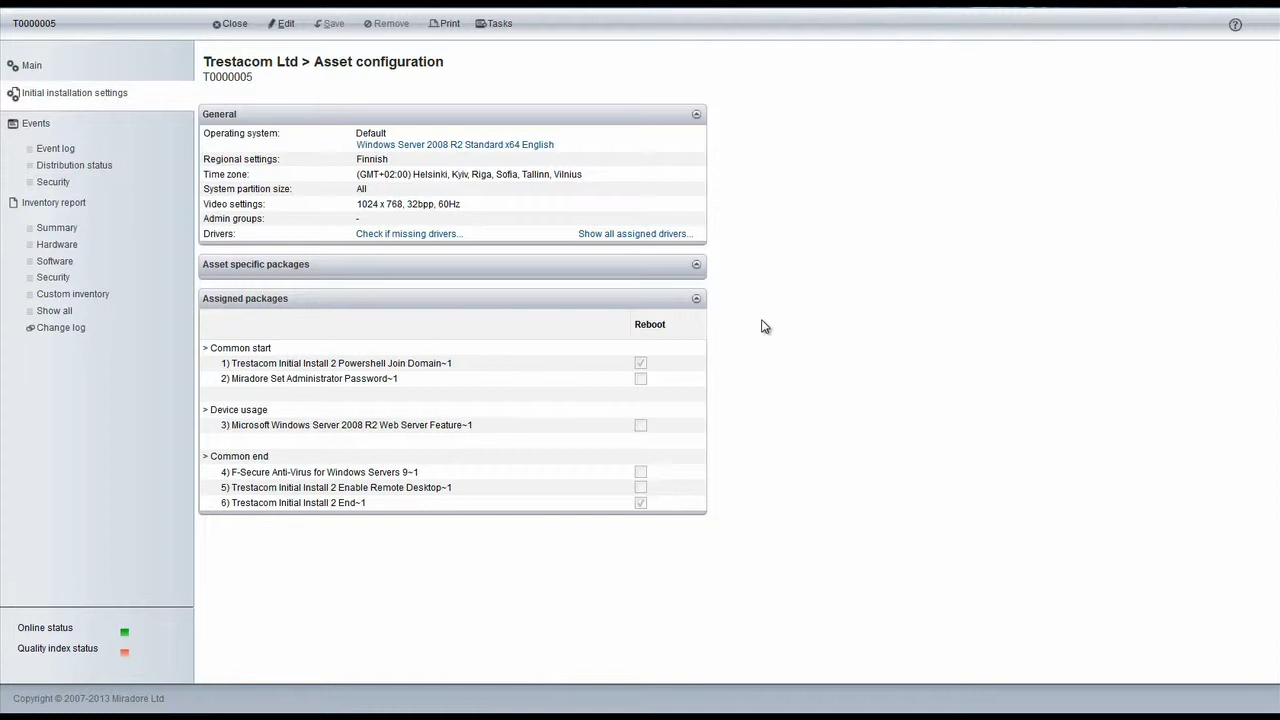 T0000005
Close
Edit
Save
Remove
Print
Tasks
?
Main
Initial installation settings
Events
Event log
Distribution status
Security
Inventory report
Summary
Hardware
Software
Security
Custom inventory
Show all
Change log
Online status
Quality index status
Trestacom Ltd > Asset configuration
T0000005
General
Operating system: Default
Windows Server 2008 R2 Standard x64 English
Regional settings: Finnish
Time zone: (GMT+02:00) Helsinki, Kyiv, Riga, Sofia, Tallinn, Vilnius
System partition size: All
Video settings: 1024 x 768, 32bpp, 60Hz
Admin groups: -
Drivers: Check if missing drivers... Show all assigned drivers...
Asset specific packages
Assigned packages
Reboot
> Common start
1) Trestacom Initial Install 2 Powershell Join Domain~1
2) Miradore Set Administrator Password~1
> Device usage
3) Microsoft Windows Server 2008 R2 Web Server Feature~1
> Common end
4) F-Secure Anti-Virus for Windows Servers 9~1
5) Trestacom Initial Install 2 Enable Remote Desktop~1
6) Trestacom Initial Install 2 End~1
Copyright © 2007-2013 Miradore Ltd